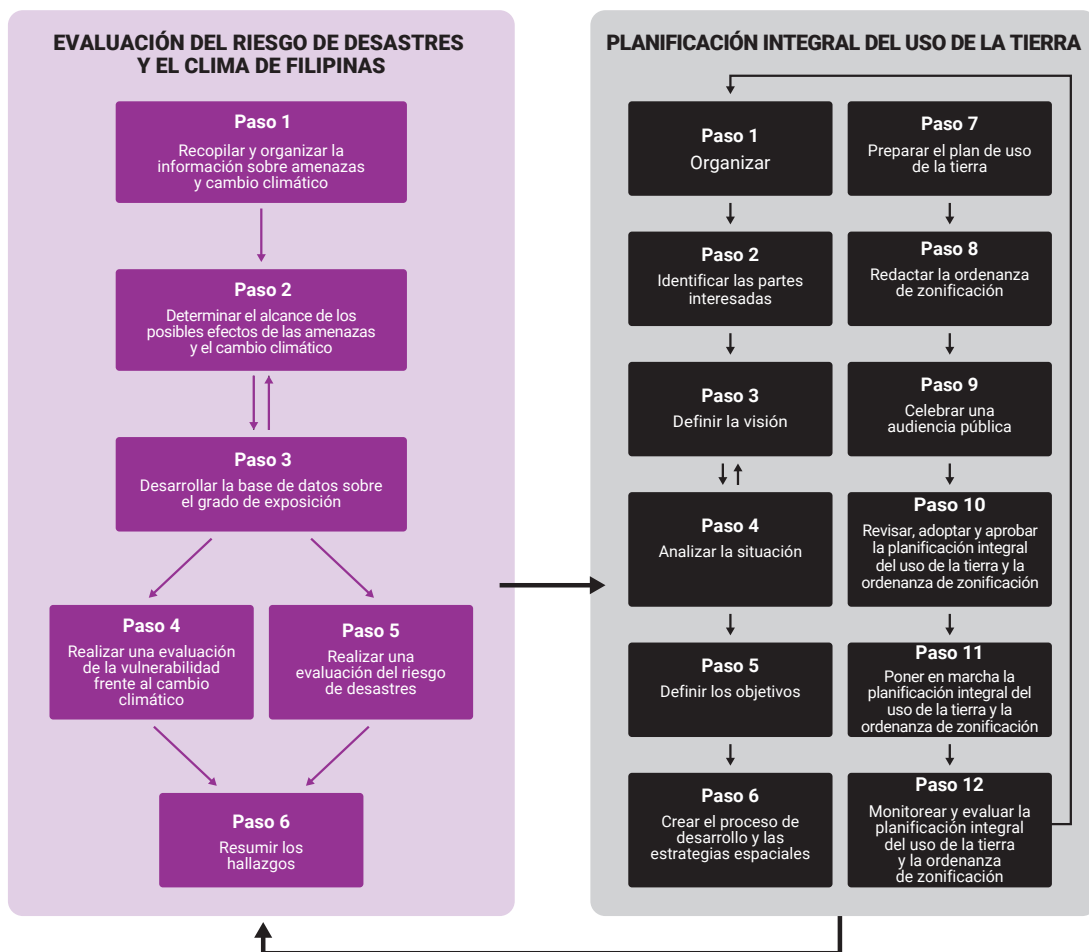 EVALUACIÓN DEL RIESGO DE DESASTRES
Y EL CLIMA DE FILIPINAS
Paso 1
Recopilar y organizar la
información sobre amenazas
y cambio climático
Paso 2
Determinar el alcance de los
posibles efectos de las amenazas
y el cambio climático
Paso 3
Desarrollar la base de datos sobre
el grado de exposición
Paso 4
Realizar una evaluación
de la vulnerabilidad
frente al cambio
climático
Paso 5
Realizar una
evaluación del riesgo
de desastres
Paso 6
Resumir los
hallazgos
PLANIFICACIÓN INTEGRAL DEL USO DE LA TIERRA
Paso 1
Organizar
Paso 2
Identificar las partes
interesadas
Paso 3
Definir la visión
Paso 4
Analizar la situación
Paso 5
Definir los objetivos
Paso 6
Crear el proceso de
desarrollo y las
estrategias espaciales
Paso 7
Preparar el plan de uso
de la tierra
Paso 8
Redactar la ordenanza
de zonificación
Paso 9
Celebrar una
audiencia pública
Paso 10
Revisar, adoptar y aprobar
la planificación integral
del uso de la tierra y la
ordenanza de zonificación
Paso 11
Poner en marcha la
planificación integral del
uso de la tierra y la
ordenanza de zonificación
Paso 12
Monitorear y evaluar la
planificación integral
del uso de la tierra
y la ordenanza
de zonificación